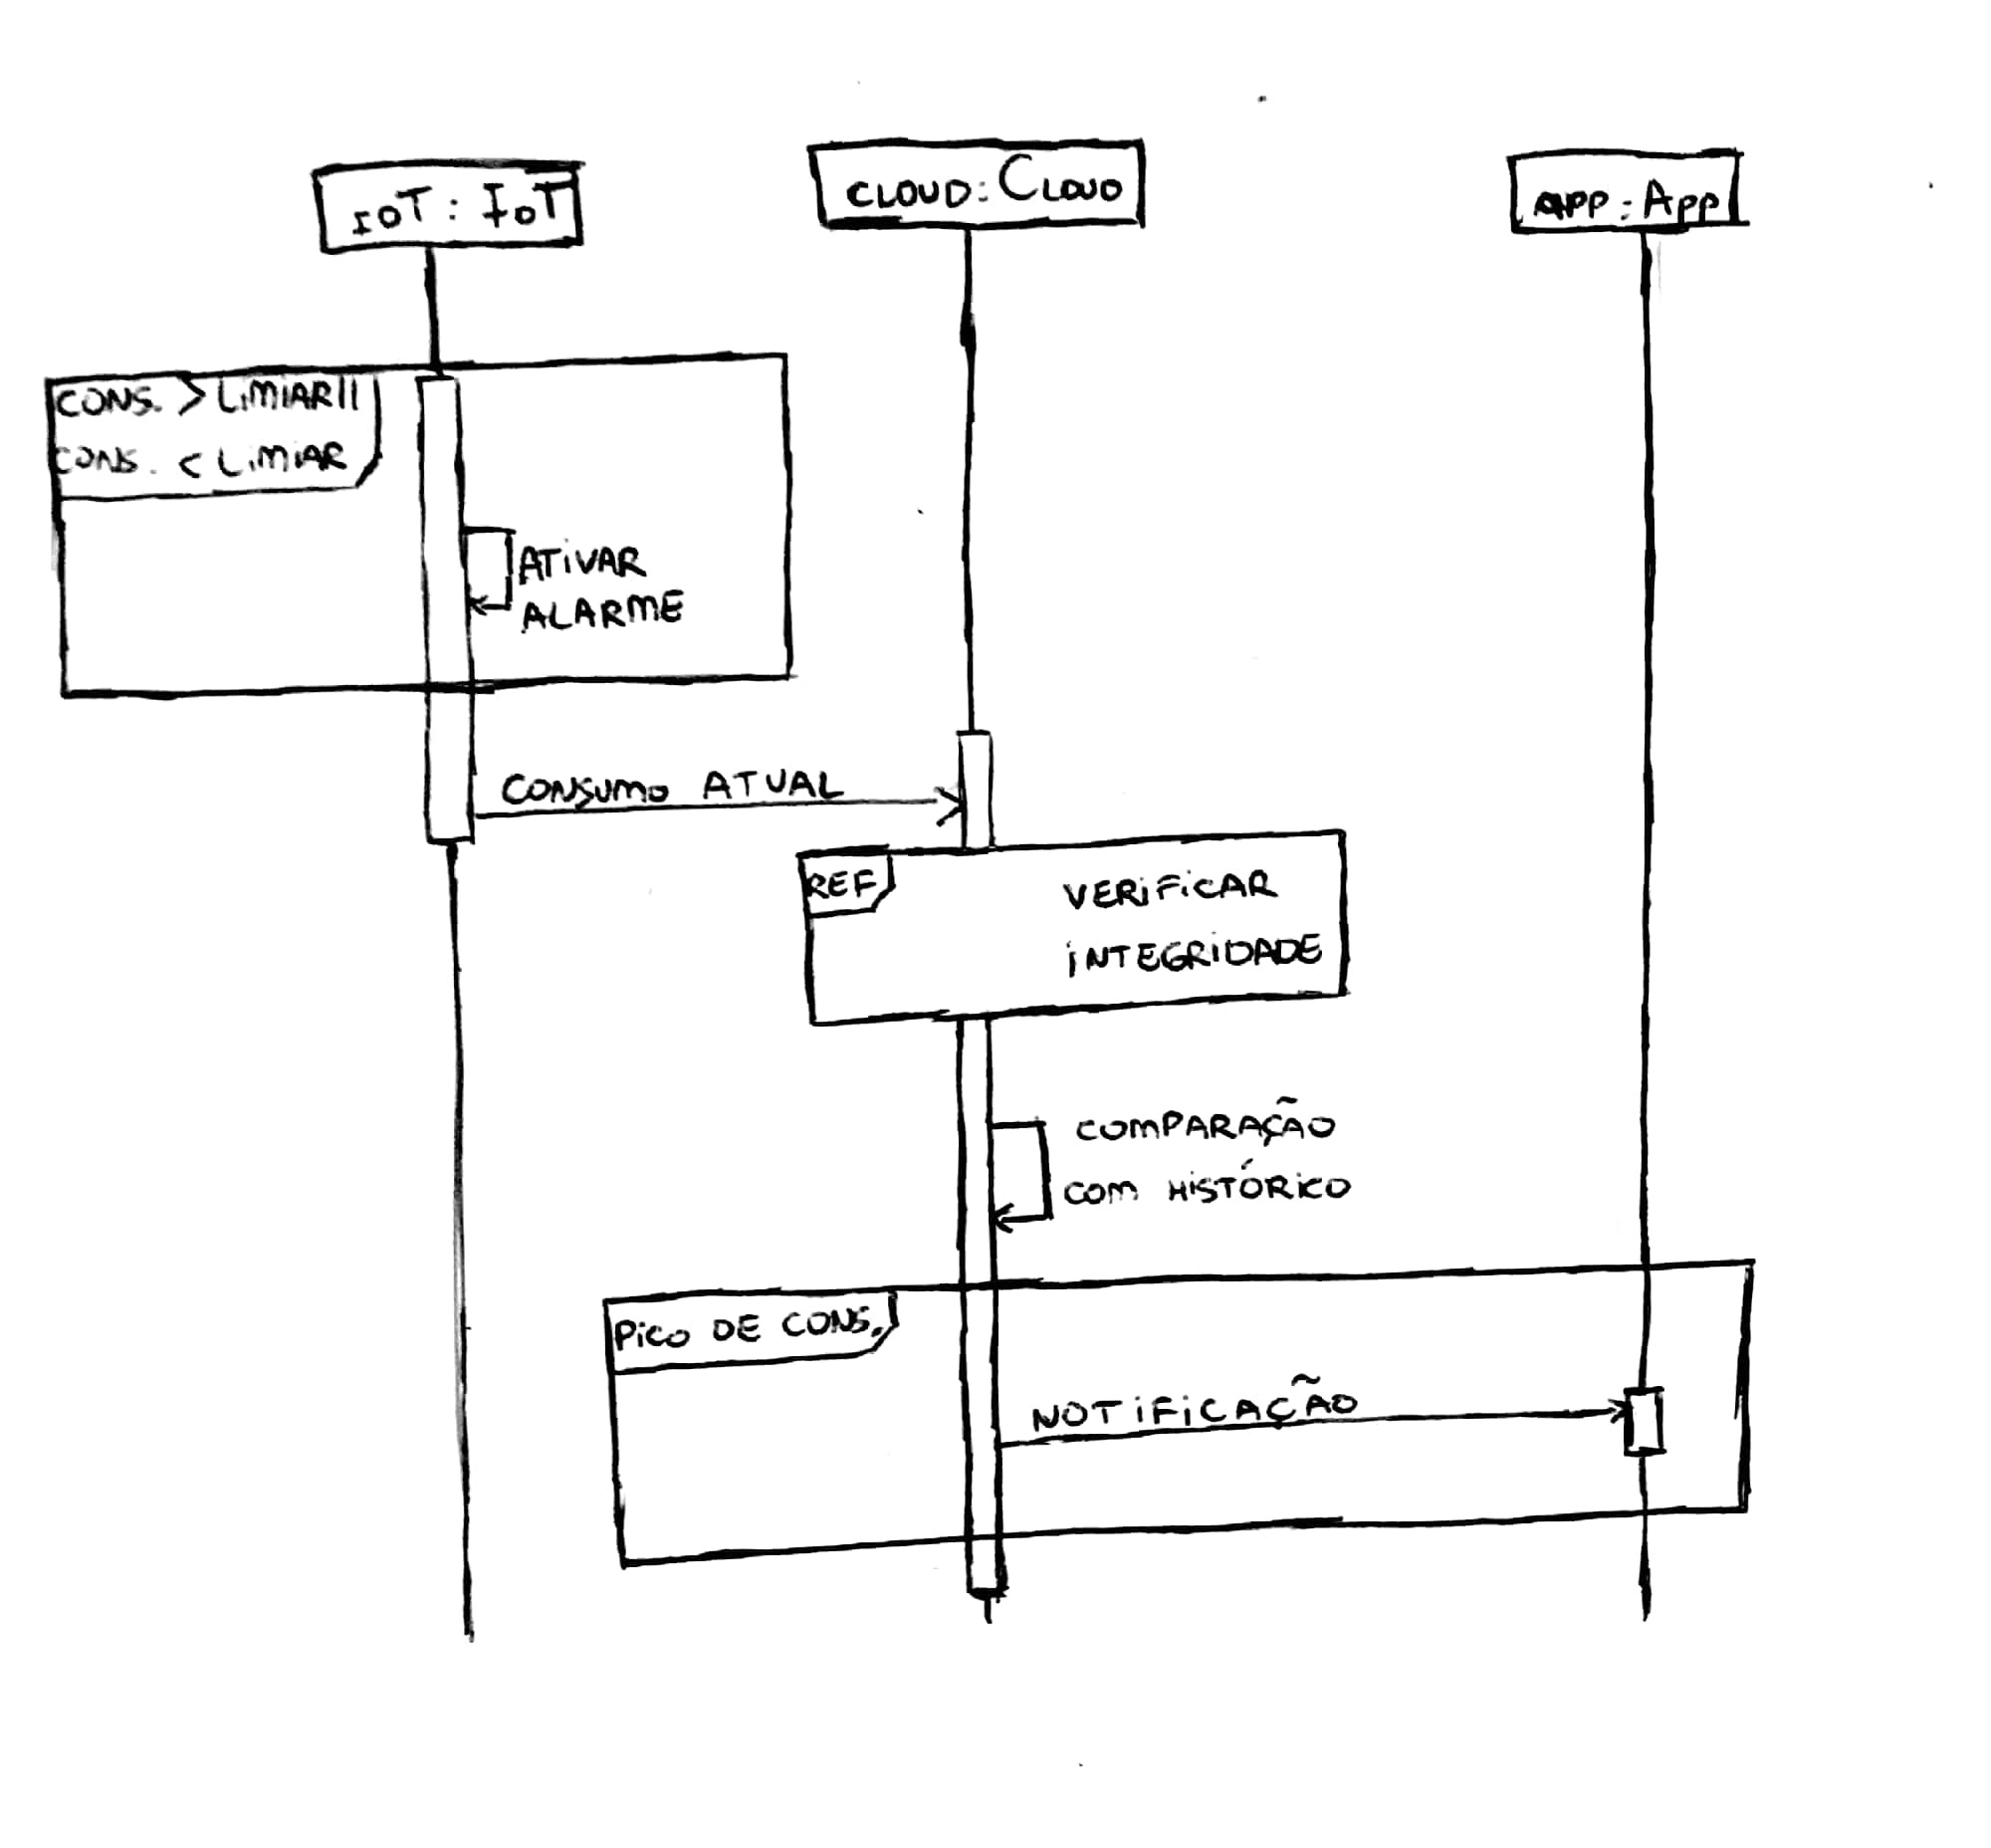 IOT : IOT
CLOUD : CLOUD
APP : APP
CONS. > LIMIAR ||
CONS. < LIMIAR
ATIVAR
ALARME
CONSUMO ATUAL
REF
VERIFICAR
INTEGRIDADE
COMPARAÇÃO
COM HISTÓRICO
PICO DE CONS.
NOTIFICAÇÃO